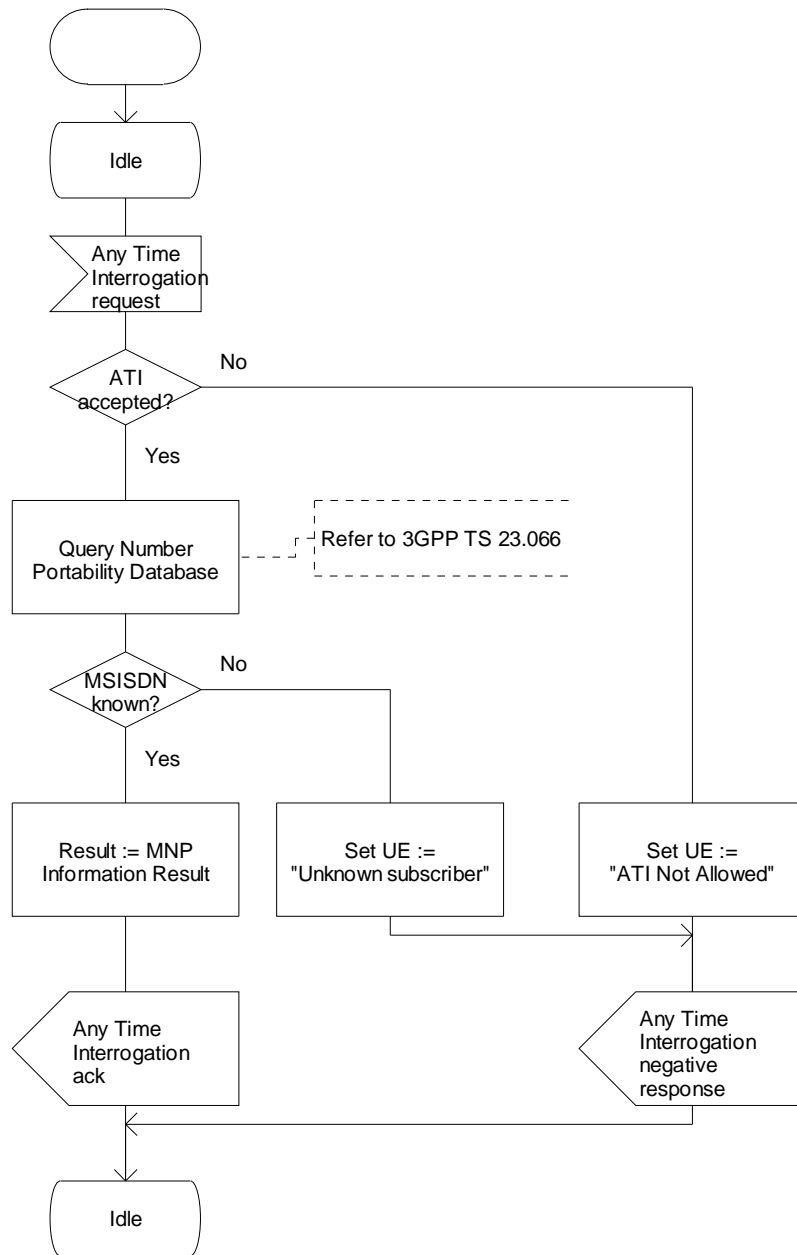 Idle
Any Time
Interrogation
request
ATI
accepted?
No
Yes
Query Number
Portability Database
Refer to 3GPP TS 23.066
MSISDN
known?
No
Yes
Result := MNP
Information Result
Set UE :=
"Unknown subscriber"
Set UE :=
"ATI Not Allowed"
Any Time
Interrogation
ack
Any Time
Interrogation
negative
response
Idle